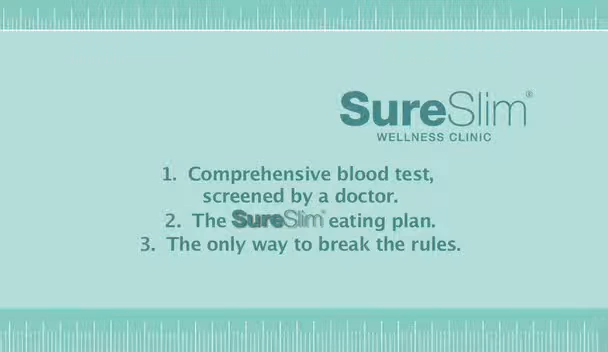 SureSlim®
WELLNESS CLINIC
1. Comprehensive blood test,
screened by a doctor.
2. The SureSlim® eating plan.
3. The only way to break the rules.